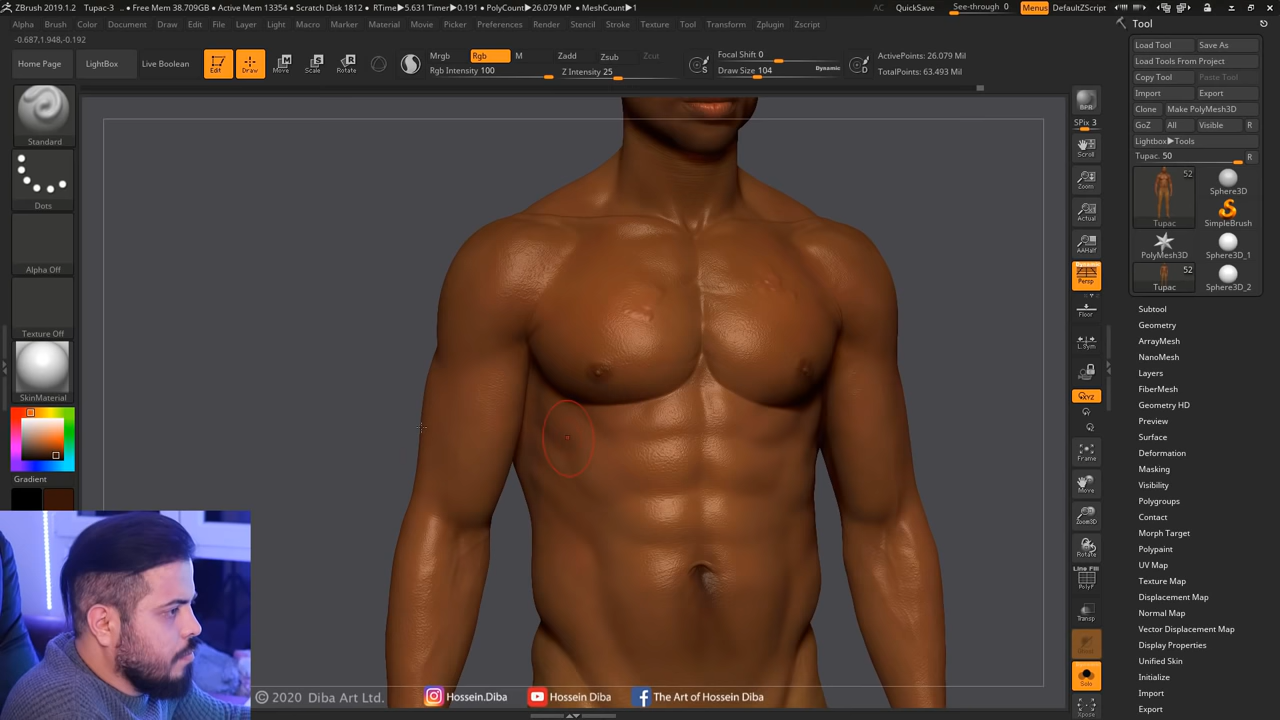 ZBrush 2019.1.2 Tupac-3 .. • Free Mem 38.709GB • Active Mem 13354 • Scratch Disk 1812 • RTime▶5.631 Timer▶0.191 • PolyCount▶26.079 MP • MeshCount▶1 AC QuickSave See-through 0 Menus DefaultZScript
Alpha Brush Color Document Draw Edit File Layer Light Macro Marker Material Movie Picker Preferences Render Stencil Stroke Texture Tool Transform Zplugin Zscript
-0.687,1.948,-0.192
Home Page LightBox Live Boolean Edit Draw Move Scale Rotate
Mrgb Rgb M Zadd Zsub Zcut
Rgb Intensity 100 Z Intensity 25
Focal Shift 0
Draw Size 104 Dynamic
S
D
ActivePoints: 26.079 Mil
TotalPoints: 63.493 Mil
Standard
Dots
Alpha Off
Texture Off
SkinMaterial
Gradient
BPR
SPix 3
Scroll
Zoom
Actual
AAHalf
Dynamic
Persp
Floor
L.Sym
XYZ
Frame
Move
Zoom3D
Rotate
Line Fill
PolyF
Transp
Dynamic
Solo
Xpose
Tool
Load Tool Save As
Load Tools From Project
Copy Tool Paste Tool
Import Export
Clone Make PolyMesh3D
GoZ All Visible R
Lightbox▶Tools
Tupac. 50 R
52
Tupac
Sphere3D
SimpleBrush
PolyMesh3D
Sphere3D_1
52
Tupac
Sphere3D_2
Subtool
Geometry
ArrayMesh
NanoMesh
Layers
FiberMesh
Geometry HD
Preview
Surface
Deformation
Masking
Visibility
Polygroups
Contact
Morph Target
Polypaint
UV Map
Texture Map
Displacement Map
Normal Map
Vector Displacement Map
Display Properties
Unified Skin
Initialize
Import
Export
© 2020 Diba Art Ltd. Hossein.Diba Hossein Diba The Art of Hossein Diba